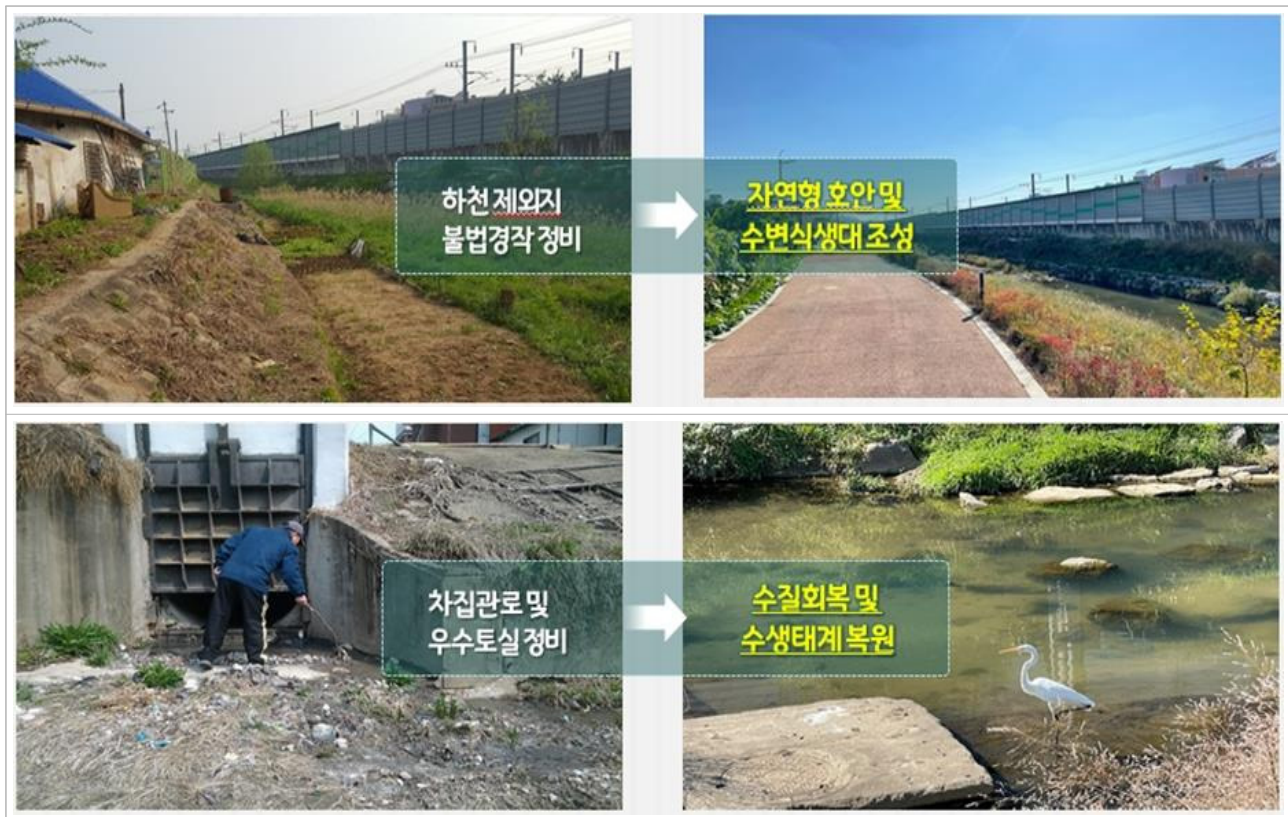 하천 제외지
불법경작 정비
자연형 호안 및
수변식생대 조성
차집관로 및
우수토실 정비
수질회복 및
수생태계 복원